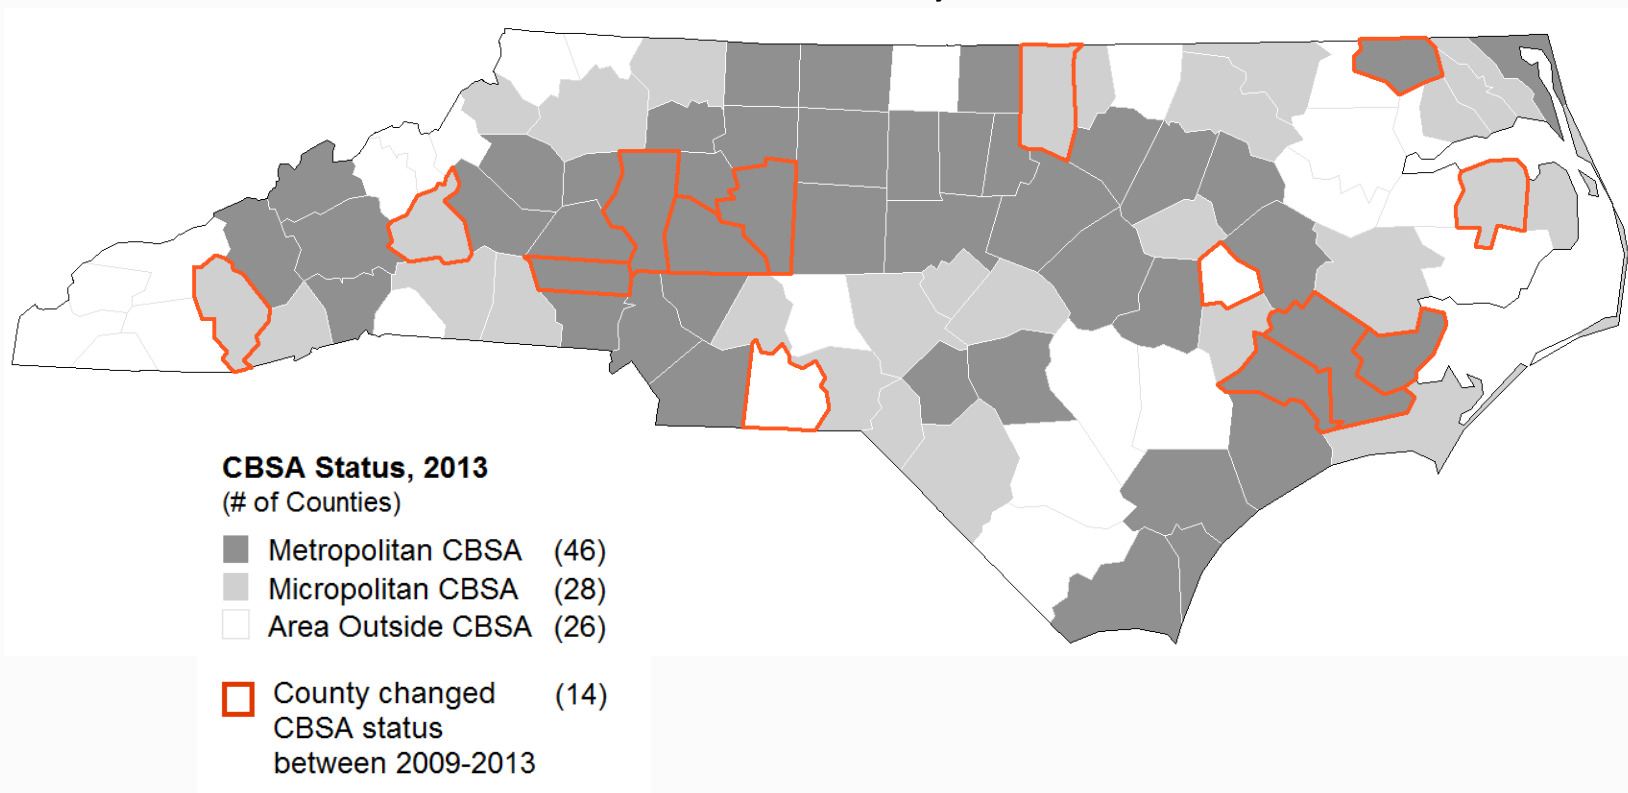 CBSA Status, 2013
(# of Counties)
Metropolitan CBSA (46)
Micropolitan CBSA (28)
Area Outside CBSA (26)
County changed (14)
CBSA status
between 2009-2013